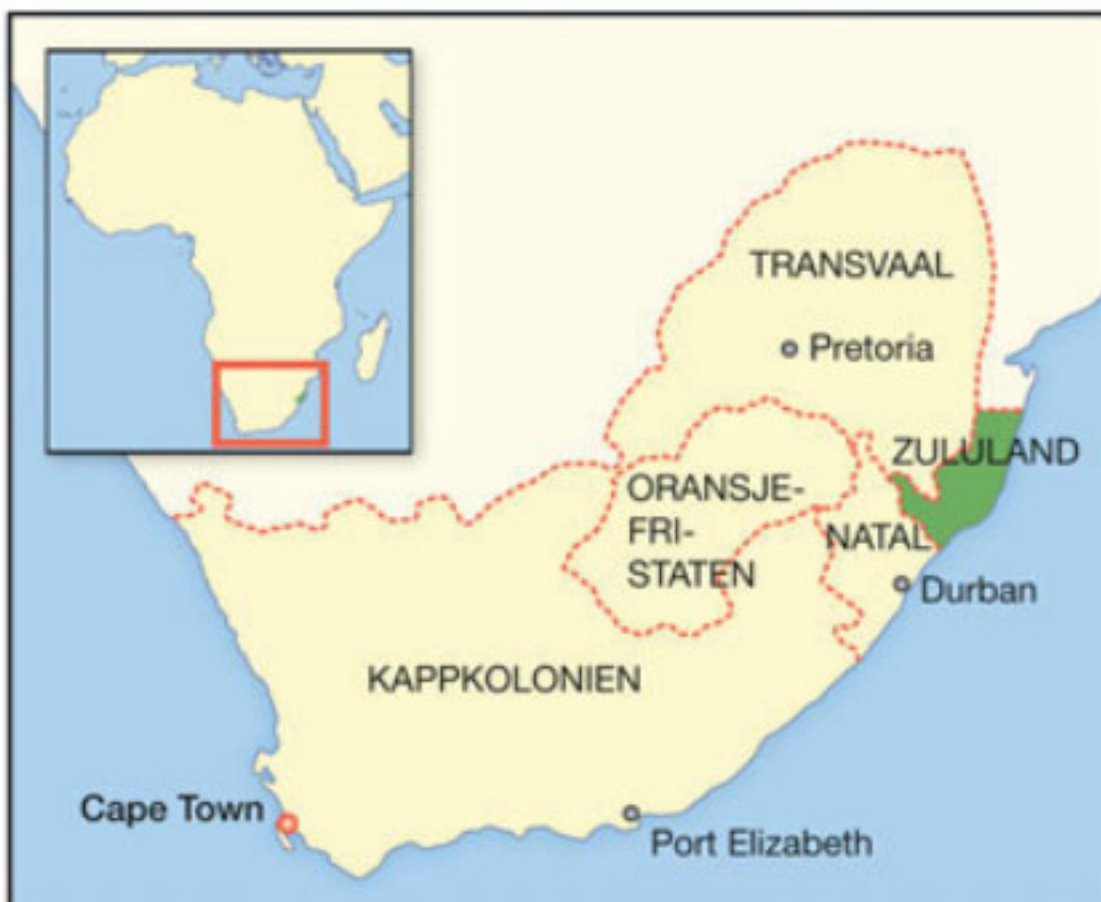 TRANSVAAL
Pretoria
ZULULAND
ORANSJE-
FRI-
STATEN
NATAL
Durban
KAPPKOLONIEN
Cape Town
Port Elizabeth